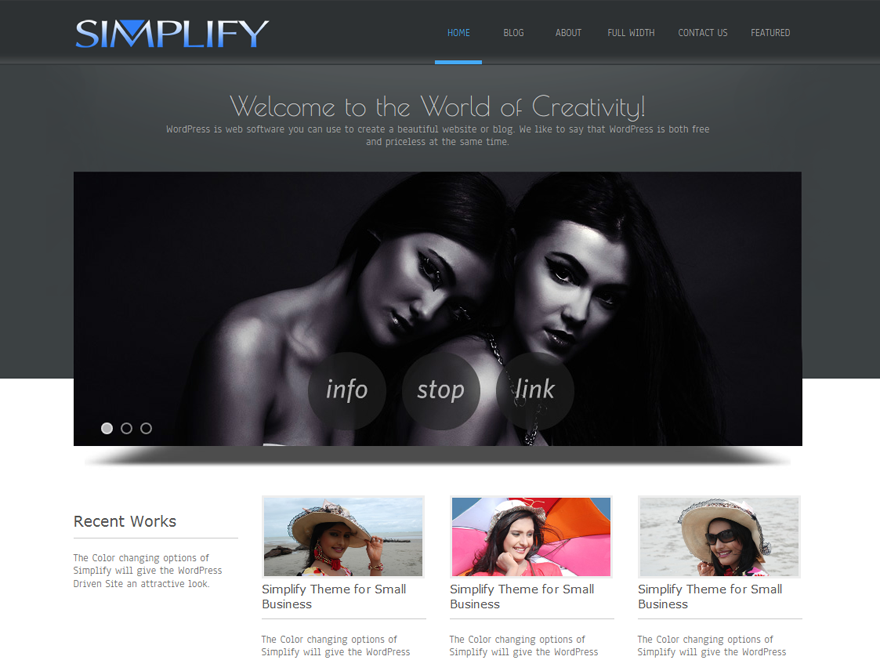 SIMPLIFY
HOME BLOG ABOUT FULL WIDTH CONTACT US FEATURED
Welcome to the World of Creativity!
WordPress is web software you can use to create a beautiful website or blog. We like to say that WordPress is both free
and priceless at the same time.
info stop link
Recent Works
The Color changing options of
Simplify will give the WordPress
Driven Site an attractive look.
Simplify Theme for Small
Business
The Color changing options of
Simplify will give the WordPress
Simplify Theme for Small
Business
The Color changing options of
Simplify will give the WordPress
Simplify Theme for Small
Business
The Color changing options of
Simplify will give the WordPress